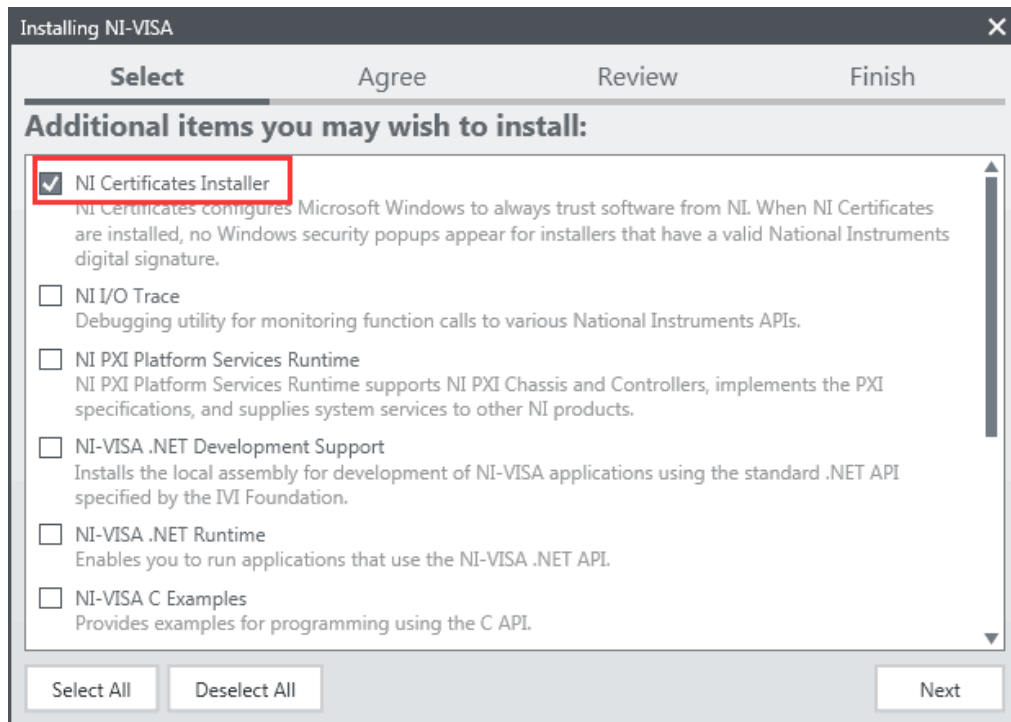 Installing NI-VISA
Select Agree Review Finish
Additional items you may wish to install:
NI Certificates Installer
NI Certificates configures Microsoft Windows to always trust software from NI. When NI Certificates
are installed, no Windows security popups appear for installers that have a valid National Instruments
digital signature.
NI I/O Trace
Debugging utility for monitoring function calls to various National Instruments APIs.
NI PXI Platform Services Runtime
NI PXI Platform Services Runtime supports NI PXI Chassis and Controllers, implements the PXI
specifications, and supplies system services to other NI products.
NI-VISA .NET Development Support
Installs the local assembly for development of NI-VISA applications using the standard .NET API
specified by the IVI Foundation.
NI-VISA .NET Runtime
Enables you to run applications that use the NI-VISA .NET API.
NI-VISA C Examples
Provides examples for programming using the C API.
Select All Deselect All Next